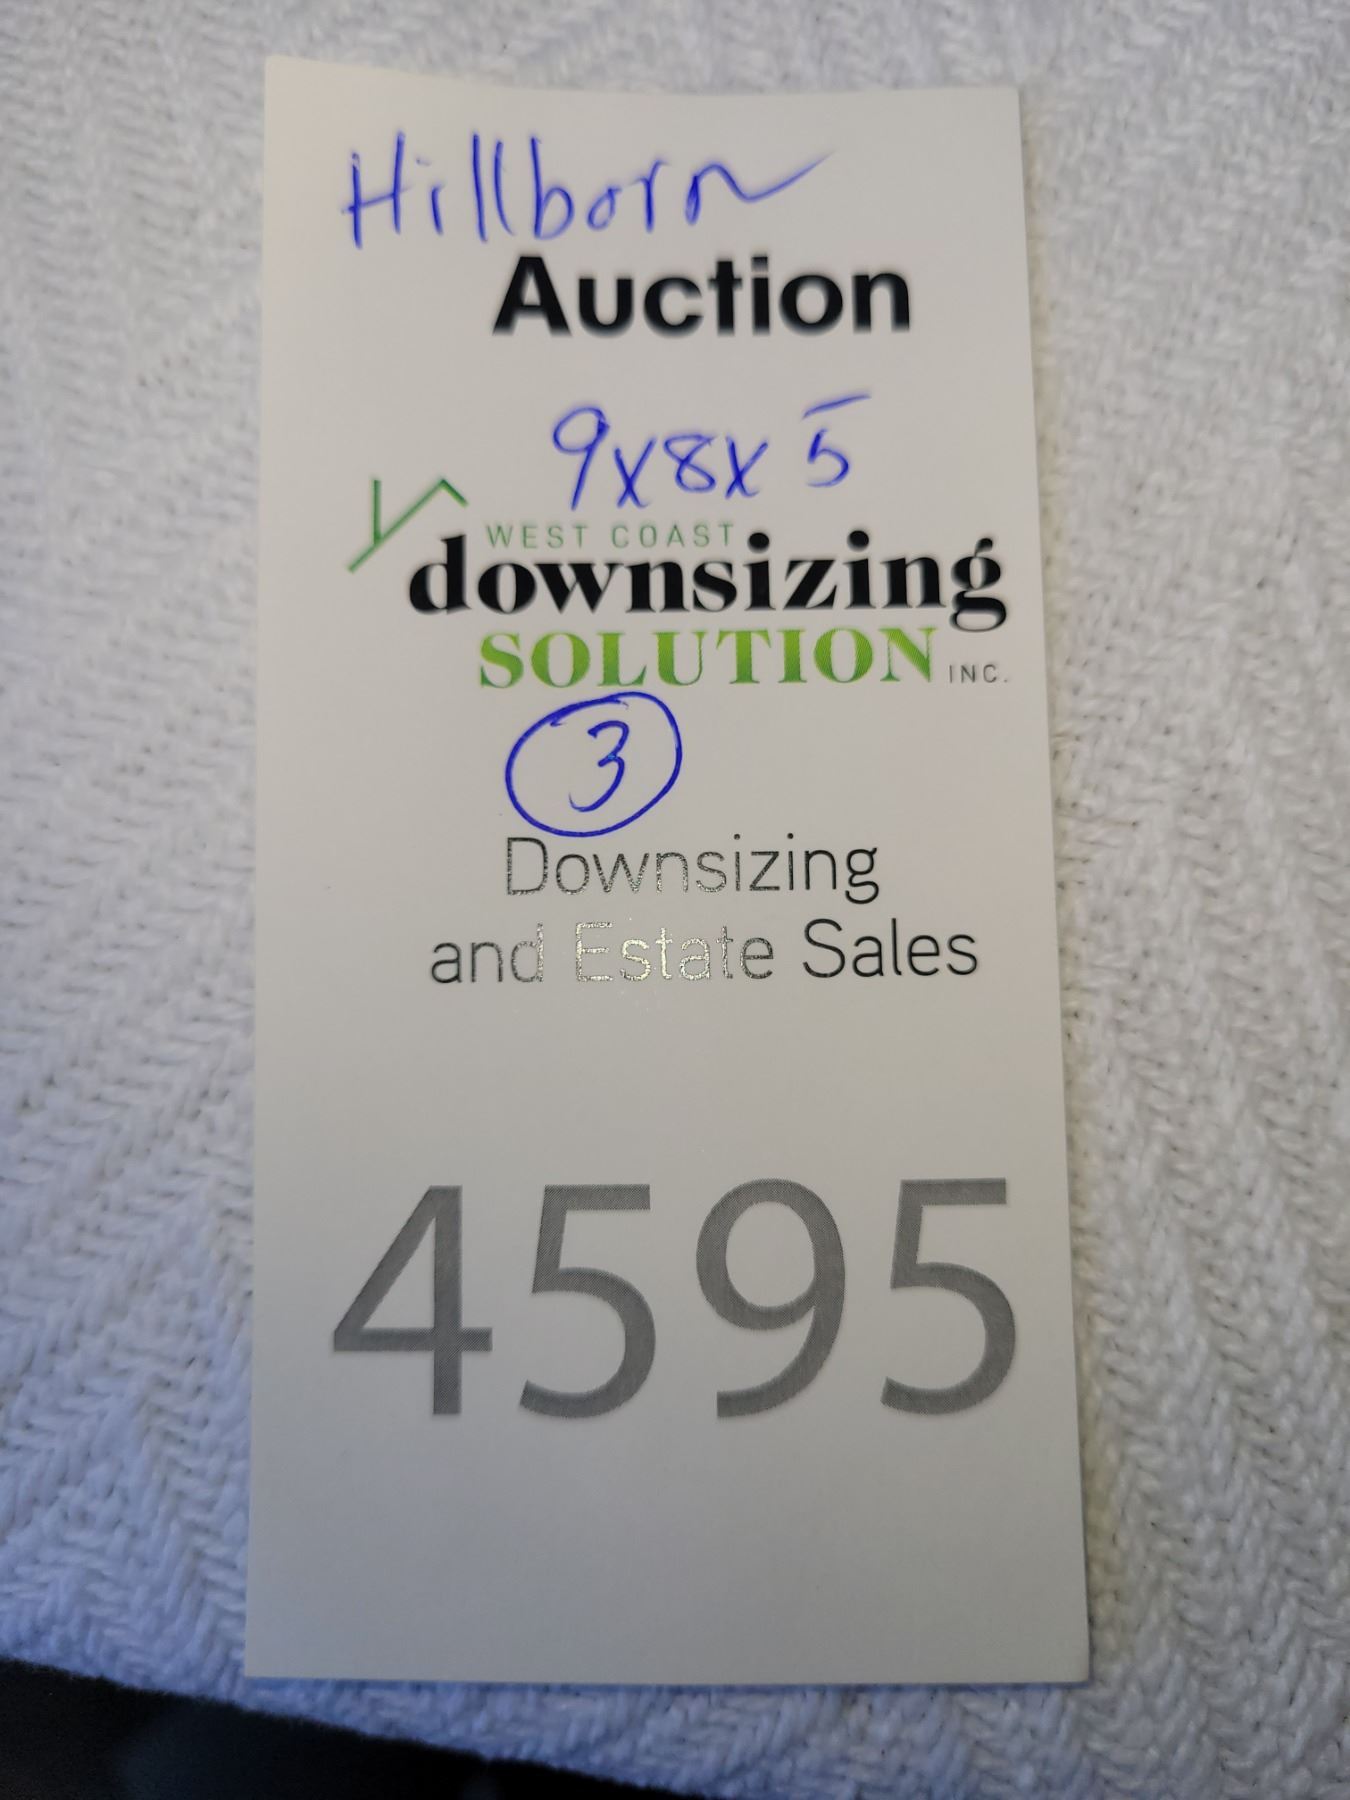 Hillborn
Auction
9x8x5
WEST COAST
downsizing
SOLUTION INC.
3
Downsizing
and Estate Sales
4595